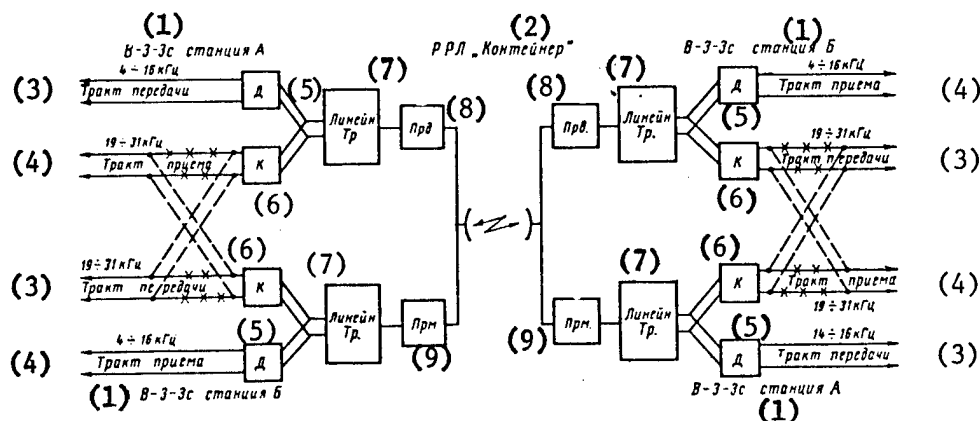 (1) (2) (1)
В-3-3с станция А РРЛ „Контейнер" В-3-3с станция Б
4÷16 кГц (5) (7) (7) 4÷16 кГц
(3) Тракт передачи Д (8) (8) Д Тракт приема (4)
Линейн Тр Прд Прд. Линейн Тр. (5)
19÷31 кГц 19÷31 кГц
(4) Тракт приема К К Тракт передачи (3)
(6) (6)
(6) (7) (7) (6)
19÷31 кГц
(3) Тракт передачи К К Тракт приема (4)
19÷31 кГц
Линейн Тр. Прм Прм. Линейн Тр.
4÷16 кГц (5) (5) 14÷16 кГц
(4) Тракт приема Д (9) (9) Д Тракт передачи (3)
(1) В-3-3с станция Б В-3-3с станция А
(1)